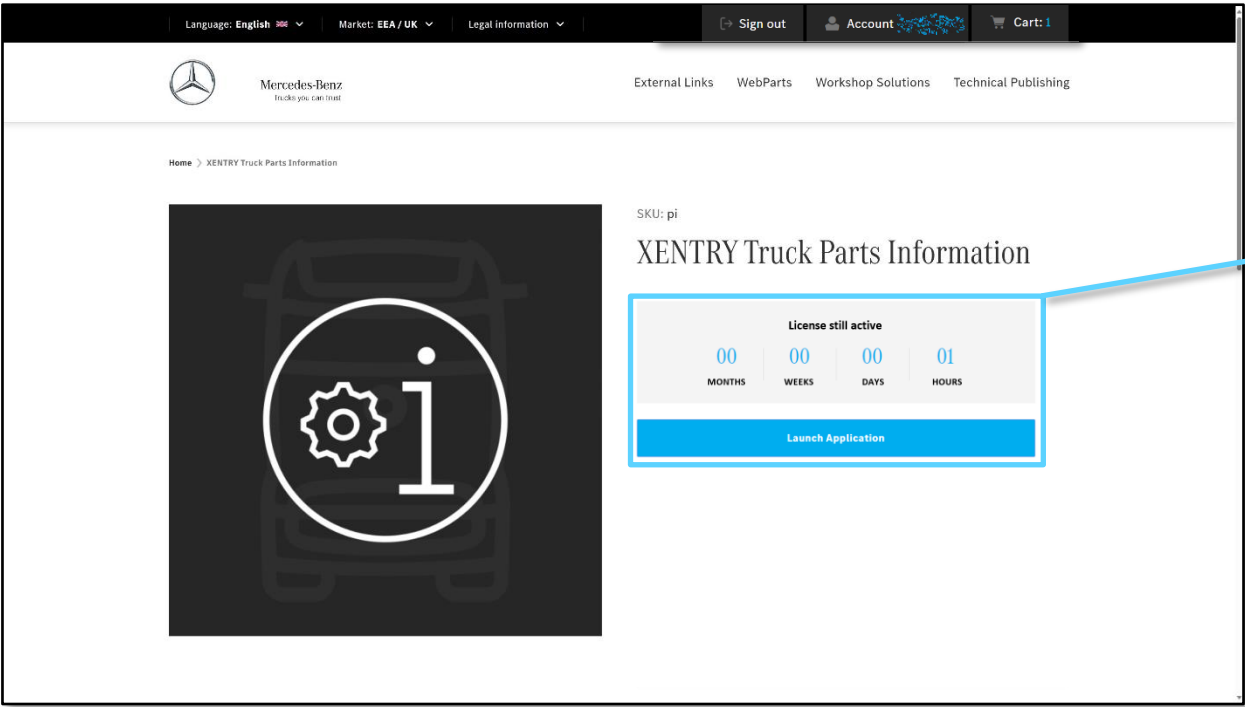 Language: English
Market: EEA / UK
Legal information
Sign out
Account
Cart: 1
Mercedes-Benz
Trucks you can trust
External Links
WebParts
Workshop Solutions
Technical Publishing
Home > XENTRY Truck Parts Information
SKU: pi
XENTRY Truck Parts Information
License still active
00 00 00 01
MONTHS WEEKS DAYS HOURS
Launch Application